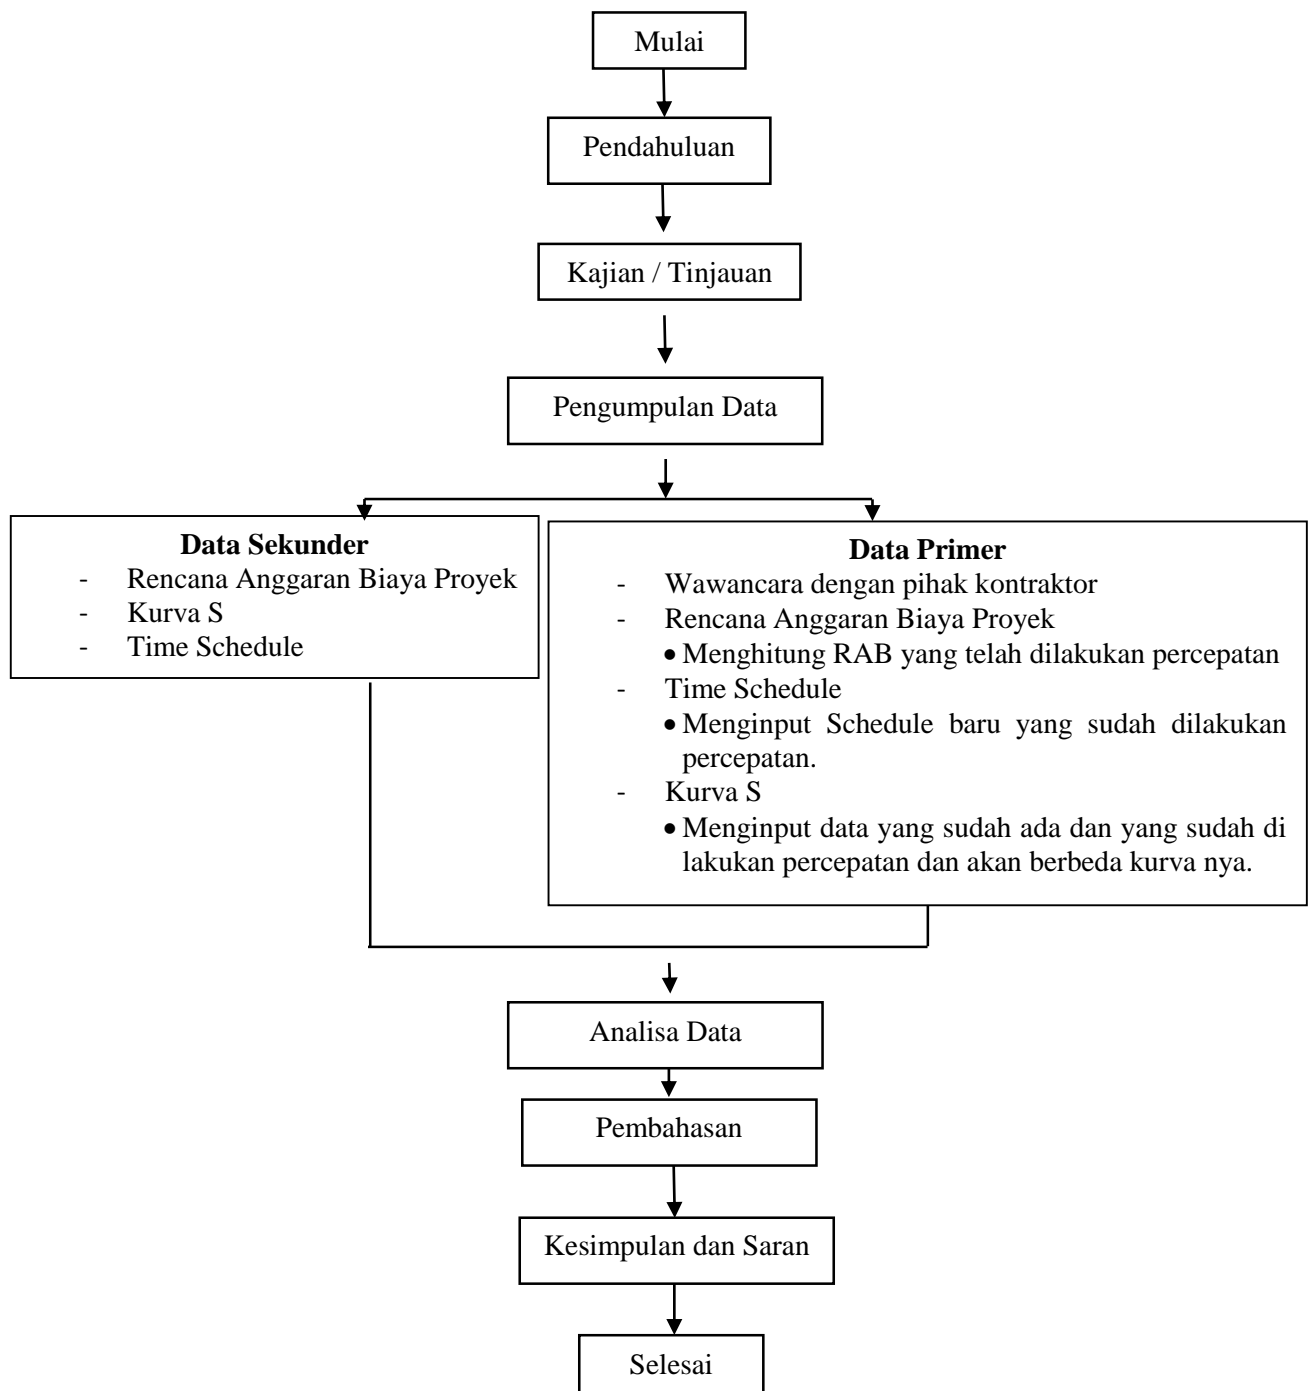 Mulai
Pendahuluan
Kajian / Tinjauan
Pengumpulan Data
Data Sekunder
- Rencana Anggaran Biaya Proyek
- Kurva S
- Time Schedule
Data Primer
- Wawancara dengan pihak kontraktor
- Rencana Anggaran Biaya Proyek
• Menghitung RAB yang telah dilakukan percepatan
- Time Schedule
• Menginput Schedule baru yang sudah dilakukan
percepatan.
- Kurva S
• Menginput data yang sudah ada dan yang sudah di
lakukan percepatan dan akan berbeda kurva nya.
Analisa Data
Pembahasan
Kesimpulan dan Saran
Selesai